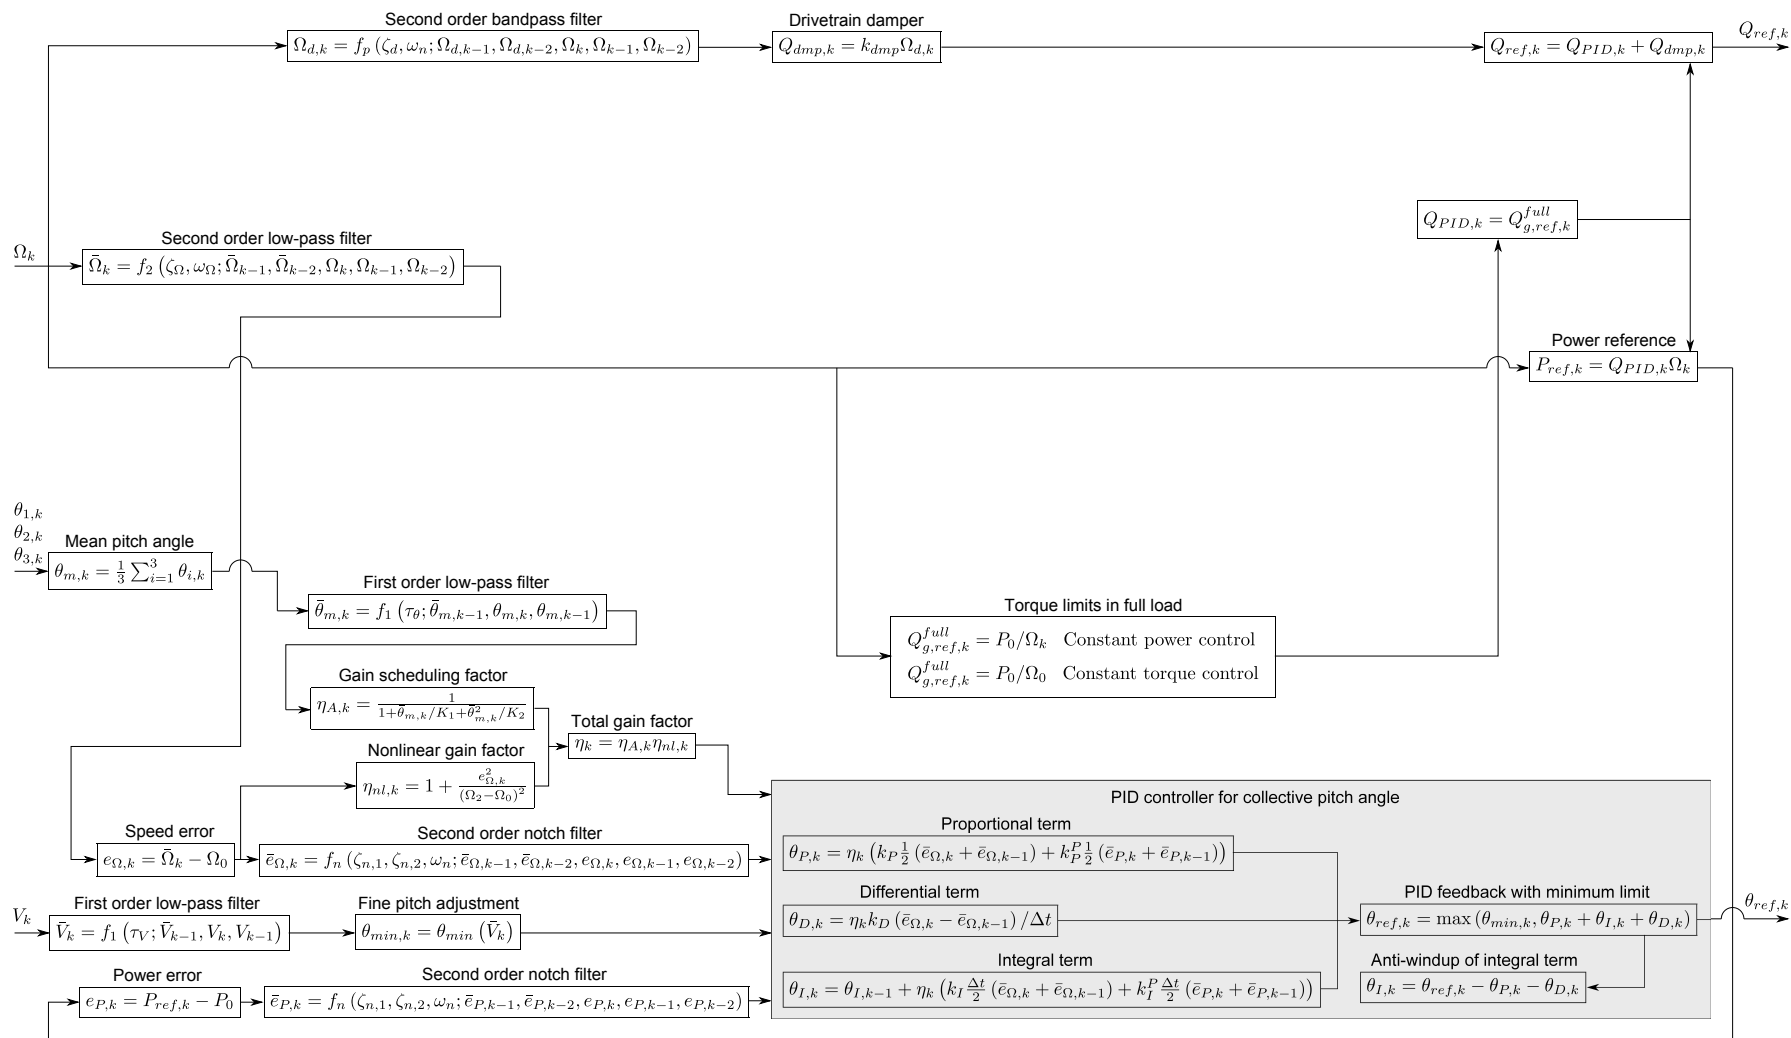 Second order bandpass filter
Ω_{d,k} = f_p (ζ_d, ω_n; Ω_{d,k−1}, Ω_{d,k−2}, Ω_k, Ω_{k−1}, Ω_{k−2})
Drivetrain damper
Q_{dmp,k} = k_{dmp}Ω_{d,k}
Q_{ref,k} = Q_{PID,k} + Q_{dmp,k}
Q_{ref,k}
Q_{PID,k} = Q^{full}_{g,ref,k}
Ω_k
Second order low-pass filter
Ω̄_k = f_2 (ζ_Ω, ω_Ω; Ω̄_{k−1}, Ω̄_{k−2}, Ω_k, Ω_{k−1}, Ω_{k−2})
Power reference
P_{ref,k} = Q_{PID,k}Ω_k
θ_{1,k}
θ_{2,k}
θ_{3,k}
Mean pitch angle
θ_{m,k} = \frac{1}{3} ∑_{i=1}^{3} θ_{i,k}
First order low-pass filter
θ̄_{m,k} = f_1 (τ_θ; θ̄_{m,k−1}, θ_{m,k}, θ_{m,k−1})
Torque limits in full load
Q^{full}_{g,ref,k} = P_0/Ω_k Constant power control
Q^{full}_{g,ref,k} = P_0/Ω_0 Constant torque control
Gain scheduling factor
η_{A,k} = \frac{1}{1+θ̄_{m,k}/K_1+θ̄^2_{m,k}/K_2}
Total gain factor
η_k = η_{A,k}η_{nl,k}
Nonlinear gain factor
η_{nl,k} = 1 + \frac{e^2_{Ω,k}}{(Ω_2−Ω_0)^2}
Speed error
e_{Ω,k} = Ω̄_k − Ω_0
Second order notch filter
ē_{Ω,k} = f_n (ζ_{n,1}, ζ_{n,2}, ω_n; ē_{Ω,k−1}, ē_{Ω,k−2}, e_{Ω,k}, e_{Ω,k−1}, e_{Ω,k−2})
V_k
First order low-pass filter
V̄_k = f_1 (τ_V; V̄_{k−1}, V_k, V_{k−1})
Fine pitch adjustment
θ_{min,k} = θ_{min} (V̄_k)
Power error
e_{P,k} = P_{ref,k} − P_0
Second order notch filter
ē_{P,k} = f_n (ζ_{n,1}, ζ_{n,2}, ω_n; ē_{P,k−1}, ē_{P,k−2}, e_{P,k}, e_{P,k−1}, e_{P,k−2})
PID controller for collective pitch angle
Proportional term
θ_{P,k} = η_k (k_P \frac{1}{2} (ē_{Ω,k} + ē_{Ω,k−1}) + k^P_P \frac{1}{2} (ē_{P,k} + ē_{P,k−1}))
Differential term
θ_{D,k} = η_k k_D (ē_{Ω,k} − ē_{Ω,k−1}) /Δt
Integral term
θ_{I,k} = θ_{I,k−1} + η_k (k_I \frac{Δt}{2} (ē_{Ω,k} + ē_{Ω,k−1}) + k^P_I \frac{Δt}{2} (ē_{P,k} + ē_{P,k−1}))
PID feedback with minimum limit
θ_{ref,k} = max (θ_{min,k}, θ_{P,k} + θ_{I,k} + θ_{D,k})
Anti-windup of integral term
θ_{I,k} = θ_{ref,k} − θ_{P,k} − θ_{D,k}
θ_{ref,k}